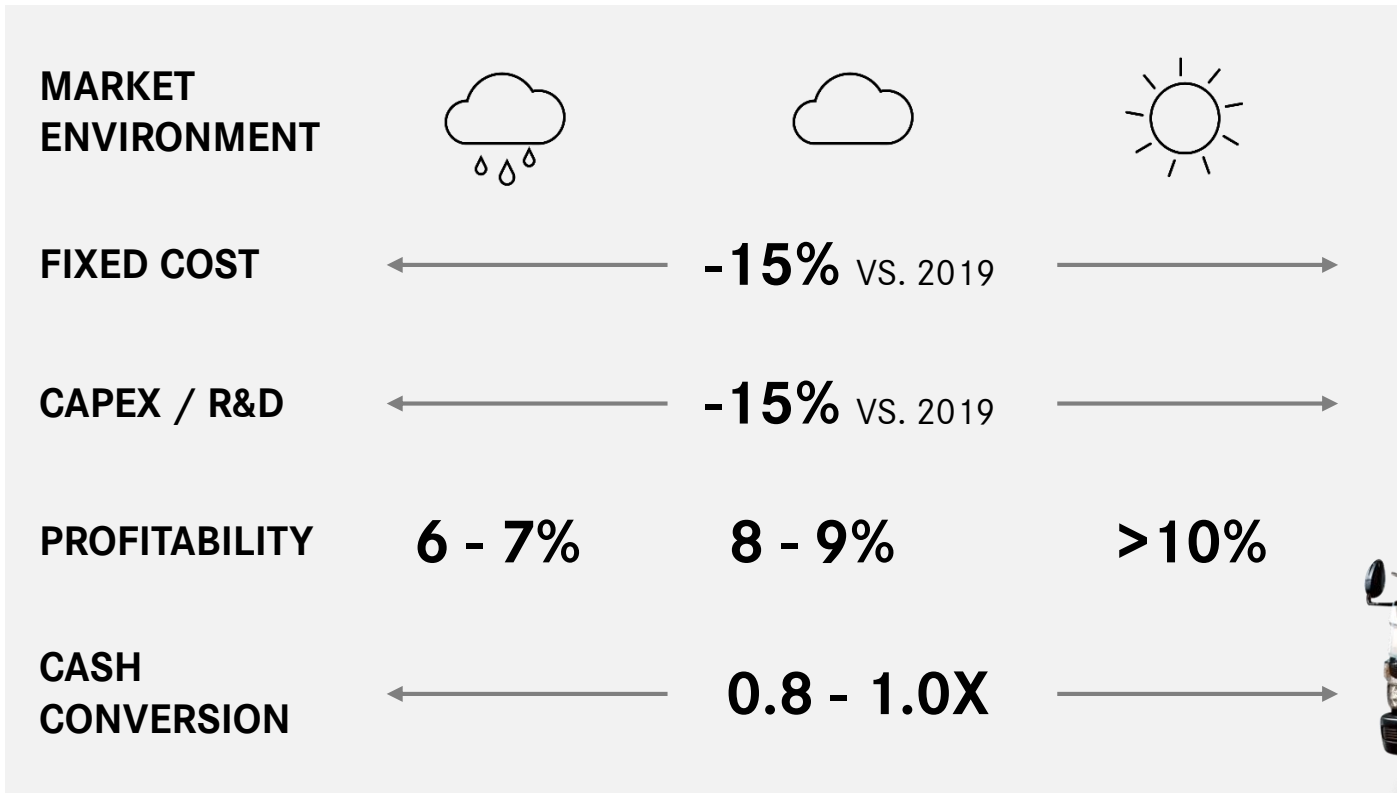 MARKET
ENVIRONMENT
FIXED COST -15% VS. 2019
CAPEX / R&D -15% VS. 2019
PROFITABILITY 6 - 7% 8 - 9% >10%
CASH
CONVERSION 0.8 - 1.0X